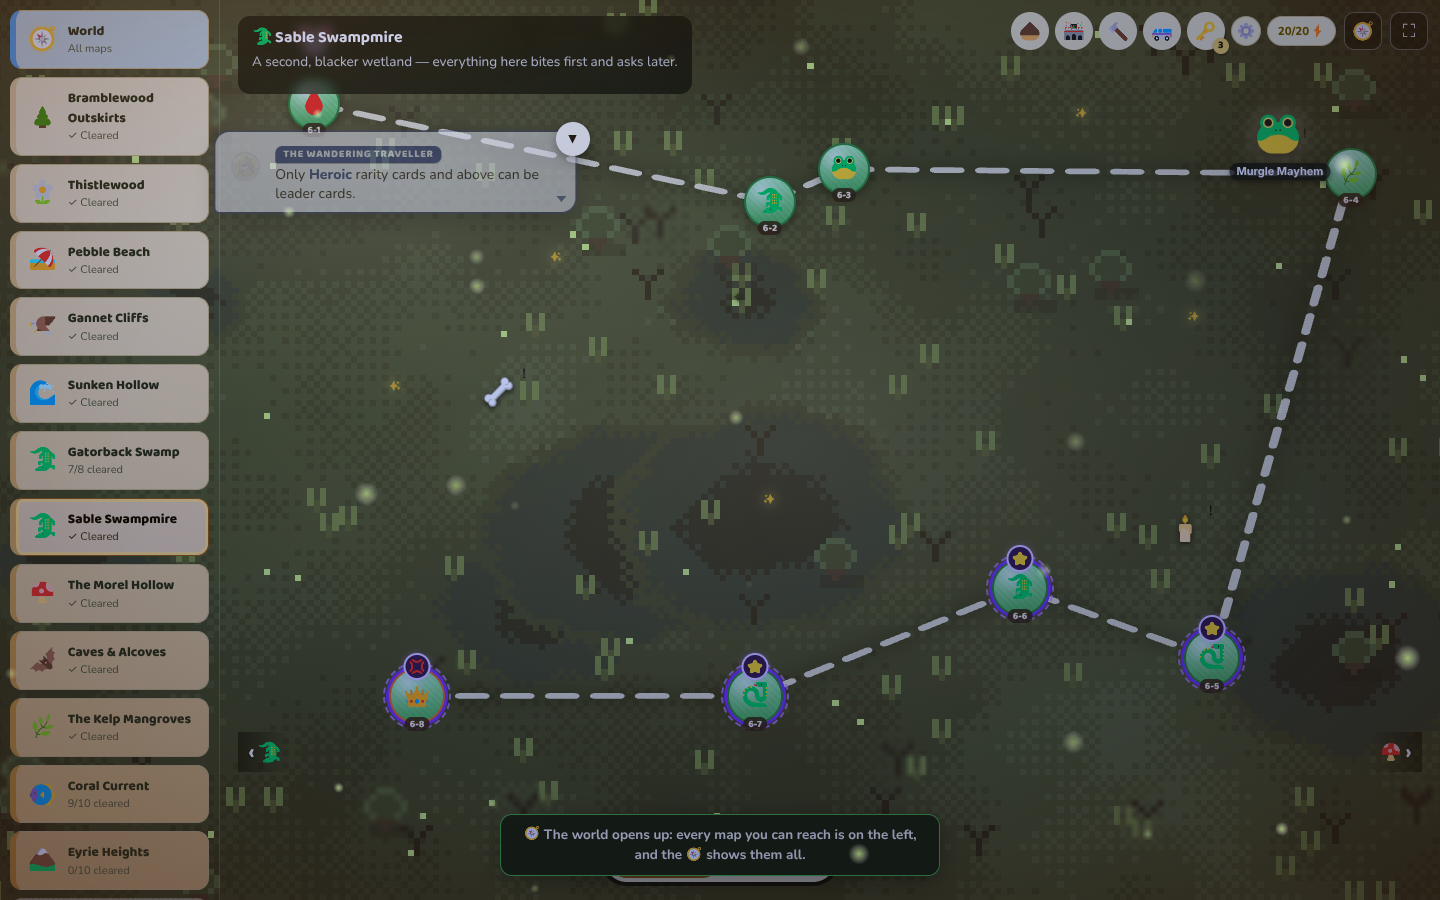 World
All maps
Bramblewood
Outskirts
✓ Cleared
Thistlewood
✓ Cleared
Pebble Beach
✓ Cleared
Gannet Cliffs
✓ Cleared
Sunken Hollow
✓ Cleared
Gatorback Swamp
7/8 cleared
Sable Swampmire
✓ Cleared
The Morel Hollow
✓ Cleared
Caves & Alcoves
✓ Cleared
The Kelp Mangroves
✓ Cleared
Coral Current
9/10 cleared
Eyrie Heights
0/10 cleared
Sable Swampmire
A second, blacker wetland — everything here bites first and asks later.
3
20/20
6-1
THE WANDERING TRAVELLER
Only Heroic rarity cards and above can be
leader cards.
6-2
6-3
!
Murgle Mayhem
6-4
!
!
6-6
6-5
6-8
6-7
The world opens up: every map you can reach is on the left,
and the shows them all.